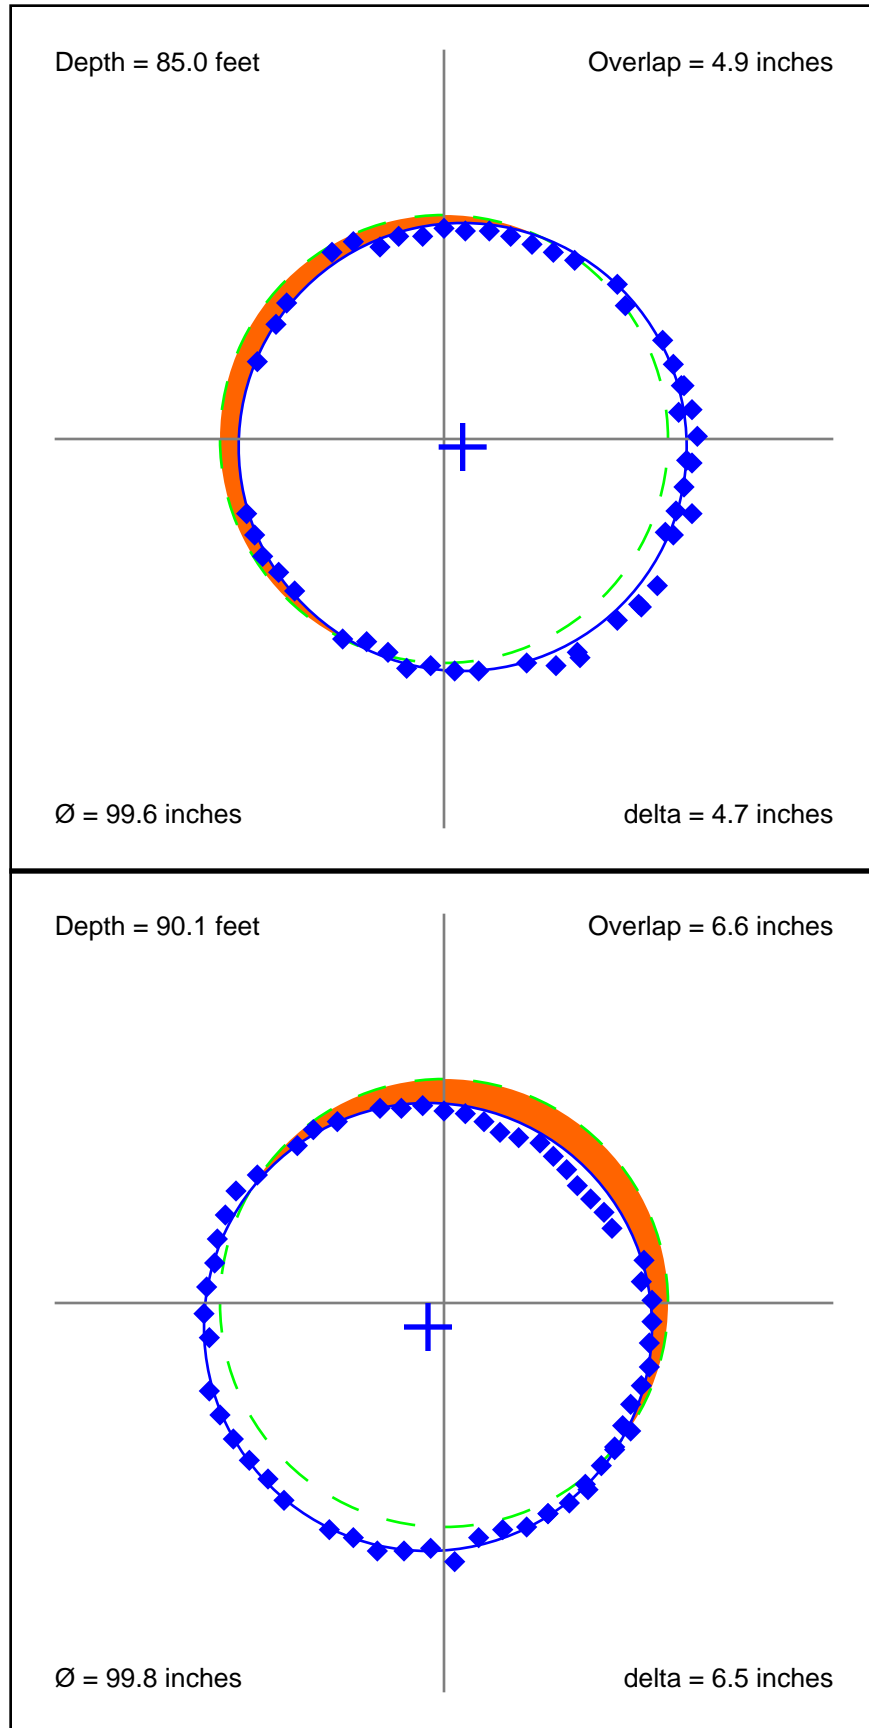 Depth = 85.0 feet
Overlap = 4.9 inches
Ø = 99.6 inches
delta = 4.7 inches
Depth = 90.1 feet
Overlap = 6.6 inches
Ø = 99.8 inches
delta = 6.5 inches